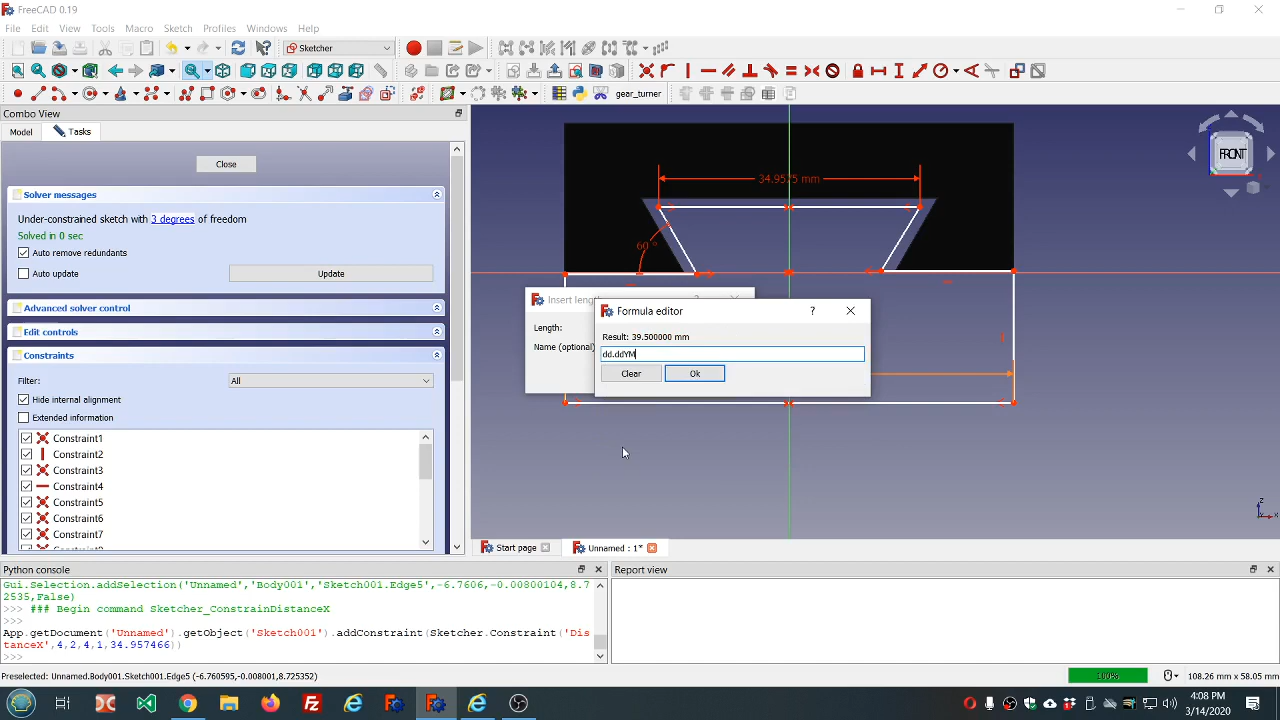 FreeCAD 0.19
File Edit View Tools Macro Sketch Profiles Windows Help
Sketcher
gear_turner
Combo View
Model Tasks
Close
Solver messages
Under-constrained sketch with 3 degrees of freedom
Solved in 0 sec
Auto remove redundants
Auto update Update
Advanced solver control
Edit controls
Constraints
Filter: All
Hide internal alignment
Extended information
Constraint1
Constraint2
Constraint3
Constraint4
Constraint5
Constraint6
Constraint7
34.9575 mm
60 °
FRONT
Insert leng
Length:
Name (optional)
Formula editor
?
Result: 39.500000 mm
dd.ddYM
Clear Ok
Start page Unnamed : 1*
Python console
Gui.Selection.addSelection('Unnamed','Body001','Sketch001.Edge5',-6.7606,-0.00800104,8.7
2535,False)
>>> ### Begin command Sketcher_ConstrainDistanceX
>>>
App.getDocument('Unnamed').getObject('Sketch001').addConstraint(Sketcher.Constraint('Dis
tanceX',4,2,4,1,34.957466))
>>>
Report view
Preselected: Unnamed.Body001.Sketch001.Edge5 (-6.760595,-0.008001,8.725352)
100%
108.26 mm x 58.05 mm
4:08 PM
3/14/2020